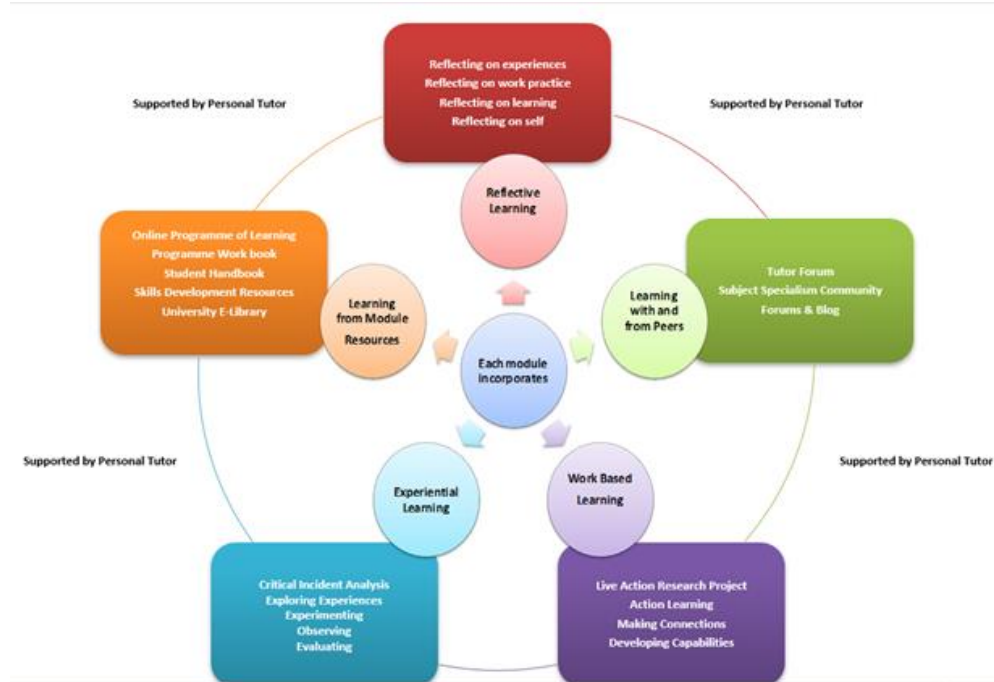 Reflecting on experiences
Reflecting on work practice
Reflecting on learning
Reflecting on self
Supported by Personal Tutor
Supported by Personal Tutor
Reflective
Learning
Online Programme of Learning
Programme Work book
Student Handbook
Skills Development Resources
University E-Library
Learning
from Module
Resources
Learning
with and
from Peers
Tutor Forum
Subject Specialism Community
Forums & Blog
Each module
incorporates
Supported by Personal Tutor
Supported by Personal Tutor
Experiential
Learning
Work Based
Learning
Critical Incident Analysis
Exploring Experiences
Experimenting
Observing
Evaluating
Live Action Research Project
Action Learning
Making Connections
Developing Capabilities